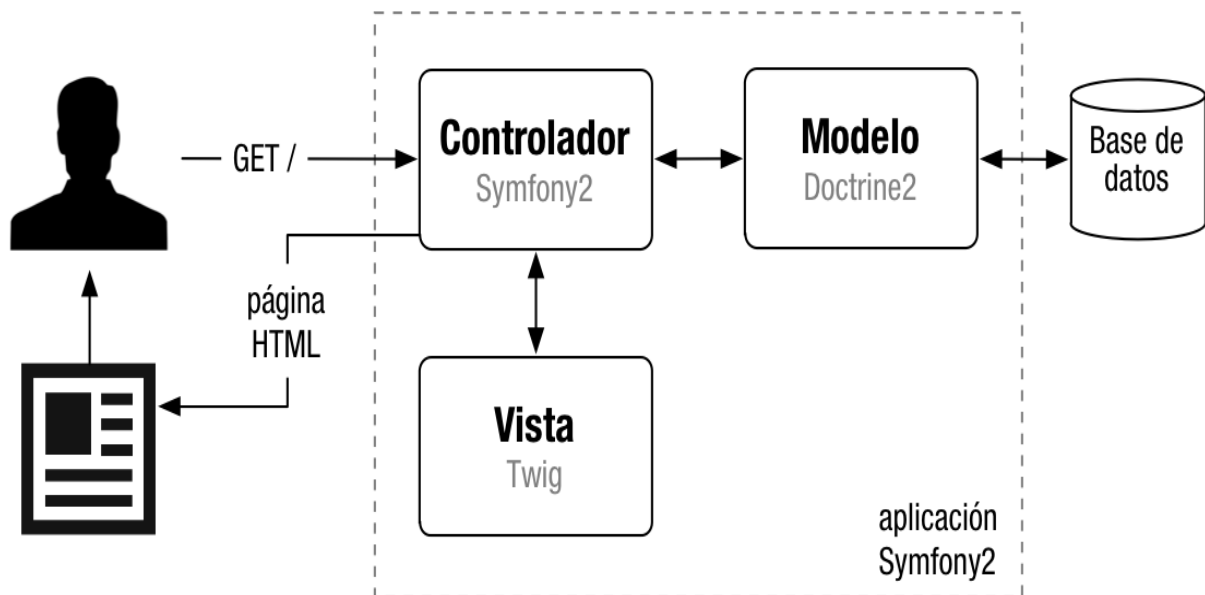 GET /
Controlador
Symfony2
Modelo
Doctrine2
Base de
datos
página
HTML
Vista
Twig
aplicación
Symfony2